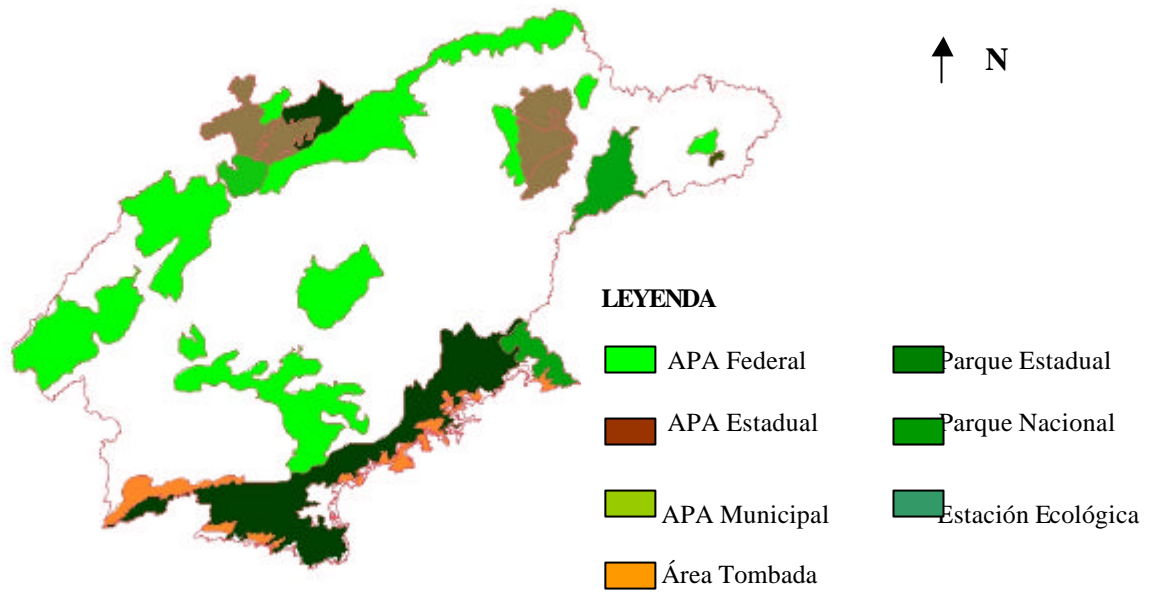 N
LEYENDA
APA Federal
APA Estadual
APA Municipal
Área Tombada
Parque Estadual
Parque Nacional
Estación Ecológica